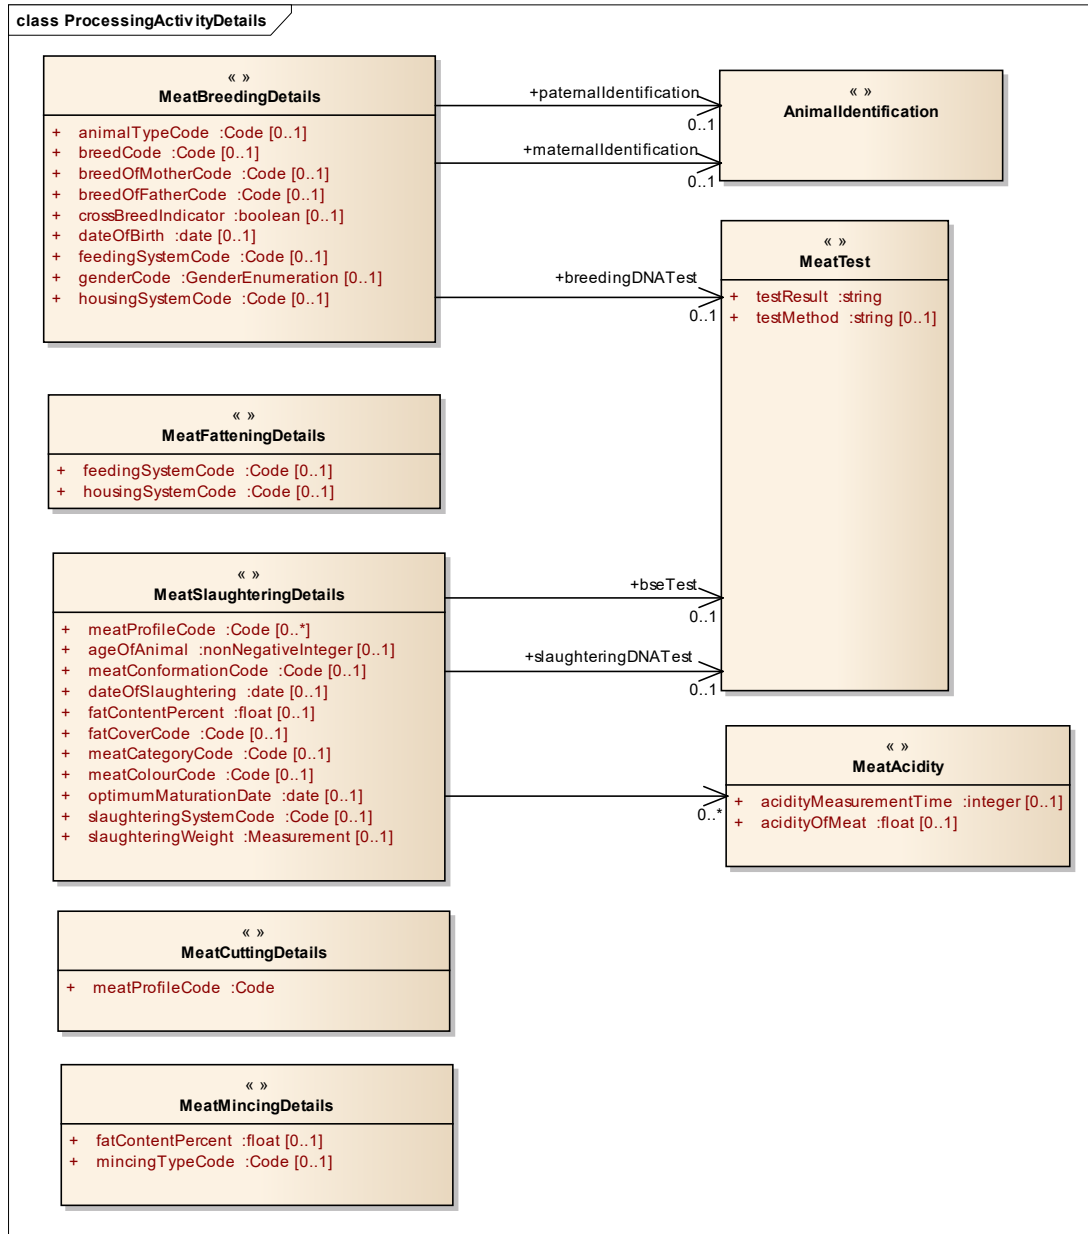 class ProcessingActivityDetails
« »
MeatBreedingDetails
+ animalTypeCode :Code [0..1]
+ breedCode :Code [0..1]
+ breedOfMotherCode :Code [0..1]
+ breedOfFatherCode :Code [0..1]
+ crossBreedIndicator :boolean [0..1]
+ dateOfBirth :date [0..1]
+ feedingSystemCode :Code [0..1]
+ genderCode :GenderEnumeration [0..1]
+ housingSystemCode :Code [0..1]
+paternalIdentification
0..1
+maternalIdentification
0..1
« »
AnimalIdentification
+breedingDNATest
0..1
« »
MeatTest
+ testResult :string
+ testMethod :string [0..1]
« »
MeatFatteningDetails
+ feedingSystemCode :Code [0..1]
+ housingSystemCode :Code [0..1]
« »
MeatSlaughteringDetails
+ meatProfileCode :Code [0..*]
+ ageOfAnimal :nonNegativeInteger [0..1]
+ meatConformationCode :Code [0..1]
+ dateOfSlaughtering :date [0..1]
+ fatContentPercent :float [0..1]
+ fatCoverCode :Code [0..1]
+ meatCategoryCode :Code [0..1]
+ meatColourCode :Code [0..1]
+ optimumMaturationDate :date [0..1]
+ slaughteringSystemCode :Code [0..1]
+ slaughteringWeight :Measurement [0..1]
+bseTest
0..1
+slaughteringDNATest
0..1
0..*
« »
MeatAcidity
+ acidityMeasurementTime :integer [0..1]
+ acidityOfMeat :float [0..1]
« »
MeatCuttingDetails
+ meatProfileCode :Code
« »
MeatMincingDetails
+ fatContentPercent :float [0..1]
+ mincingTypeCode :Code [0..1]